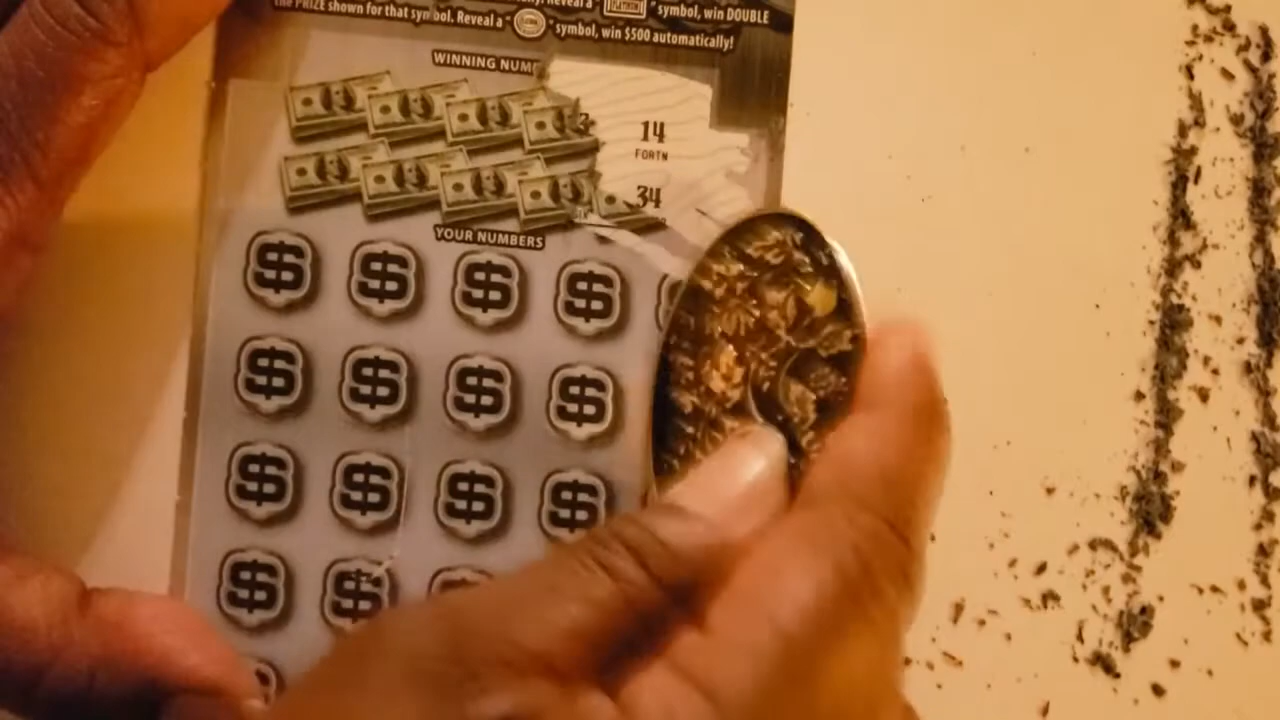 the PRIZE shown for that symbol. Reveal a " " symbol, win DOUBLE
" symbol, win $500 automatically!
WINNING NUM
14
FORTN
34
YOUR NUMBERS
$ $ $ $
$ $ $ $
$ $ $ $
$ $ $